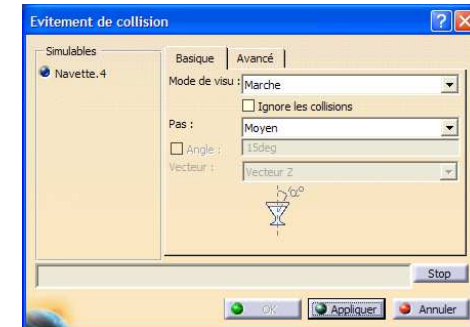 Evitement de collision
Simulables
Navette.4
Basique
Avancé
Mode de visu :
Marche
Ignore les collisions
Pas :
Moyen
Angle :
15deg
Vecteur :
Vecteur Z
α°
Stop
OK
Appliquer
Annuler